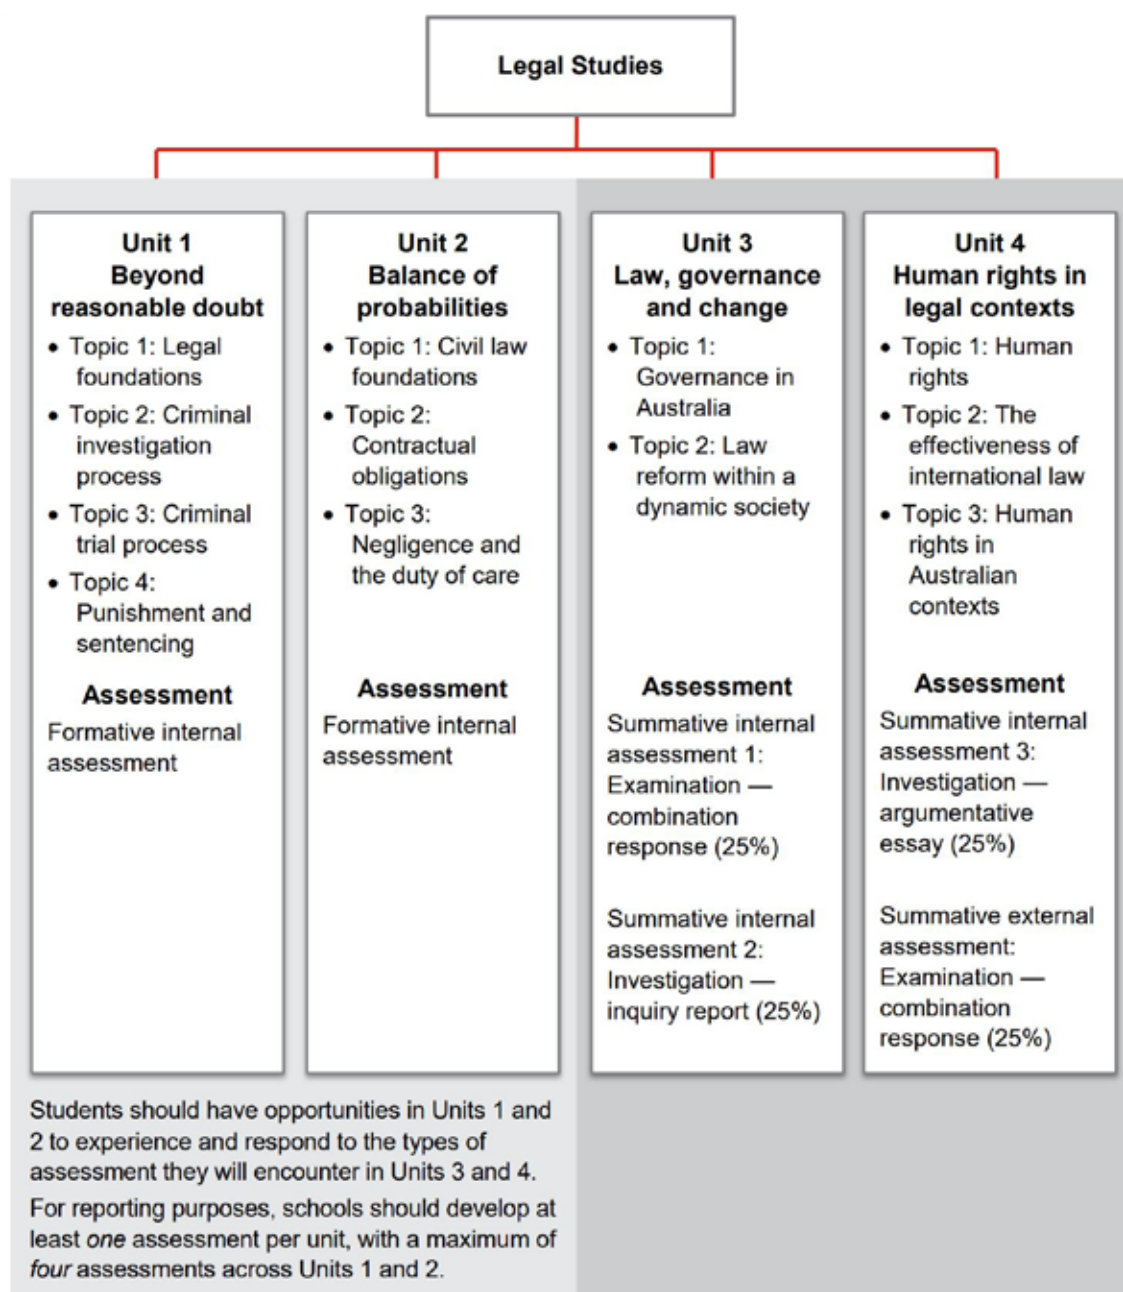 Legal Studies
Unit 1
Beyond
reasonable doubt
• Topic 1: Legal
foundations
• Topic 2: Criminal
investigation
process
• Topic 3: Criminal
trial process
• Topic 4:
Punishment and
sentencing
Assessment
Formative internal
assessment
Unit 2
Balance of
probabilities
• Topic 1: Civil law
foundations
• Topic 2:
Contractual
obligations
• Topic 3:
Negligence and
the duty of care
Assessment
Formative internal
assessment
Unit 3
Law, governance
and change
• Topic 1:
Governance in
Australia
• Topic 2: Law
reform within a
dynamic society
Assessment
Summative internal
assessment 1:
Examination —
combination
response (25%)
Summative internal
assessment 2:
Investigation —
inquiry report (25%)
Unit 4
Human rights in
legal contexts
• Topic 1: Human
rights
• Topic 2: The
effectiveness of
international law
• Topic 3: Human
rights in
Australian
contexts
Assessment
Summative internal
assessment 3:
Investigation —
argumentative
essay (25%)
Summative external
assessment:
Examination —
combination
response (25%)
Students should have opportunities in Units 1 and
2 to experience and respond to the types of
assessment they will encounter in Units 3 and 4.
For reporting purposes, schools should develop at
least one assessment per unit, with a maximum of
four assessments across Units 1 and 2.